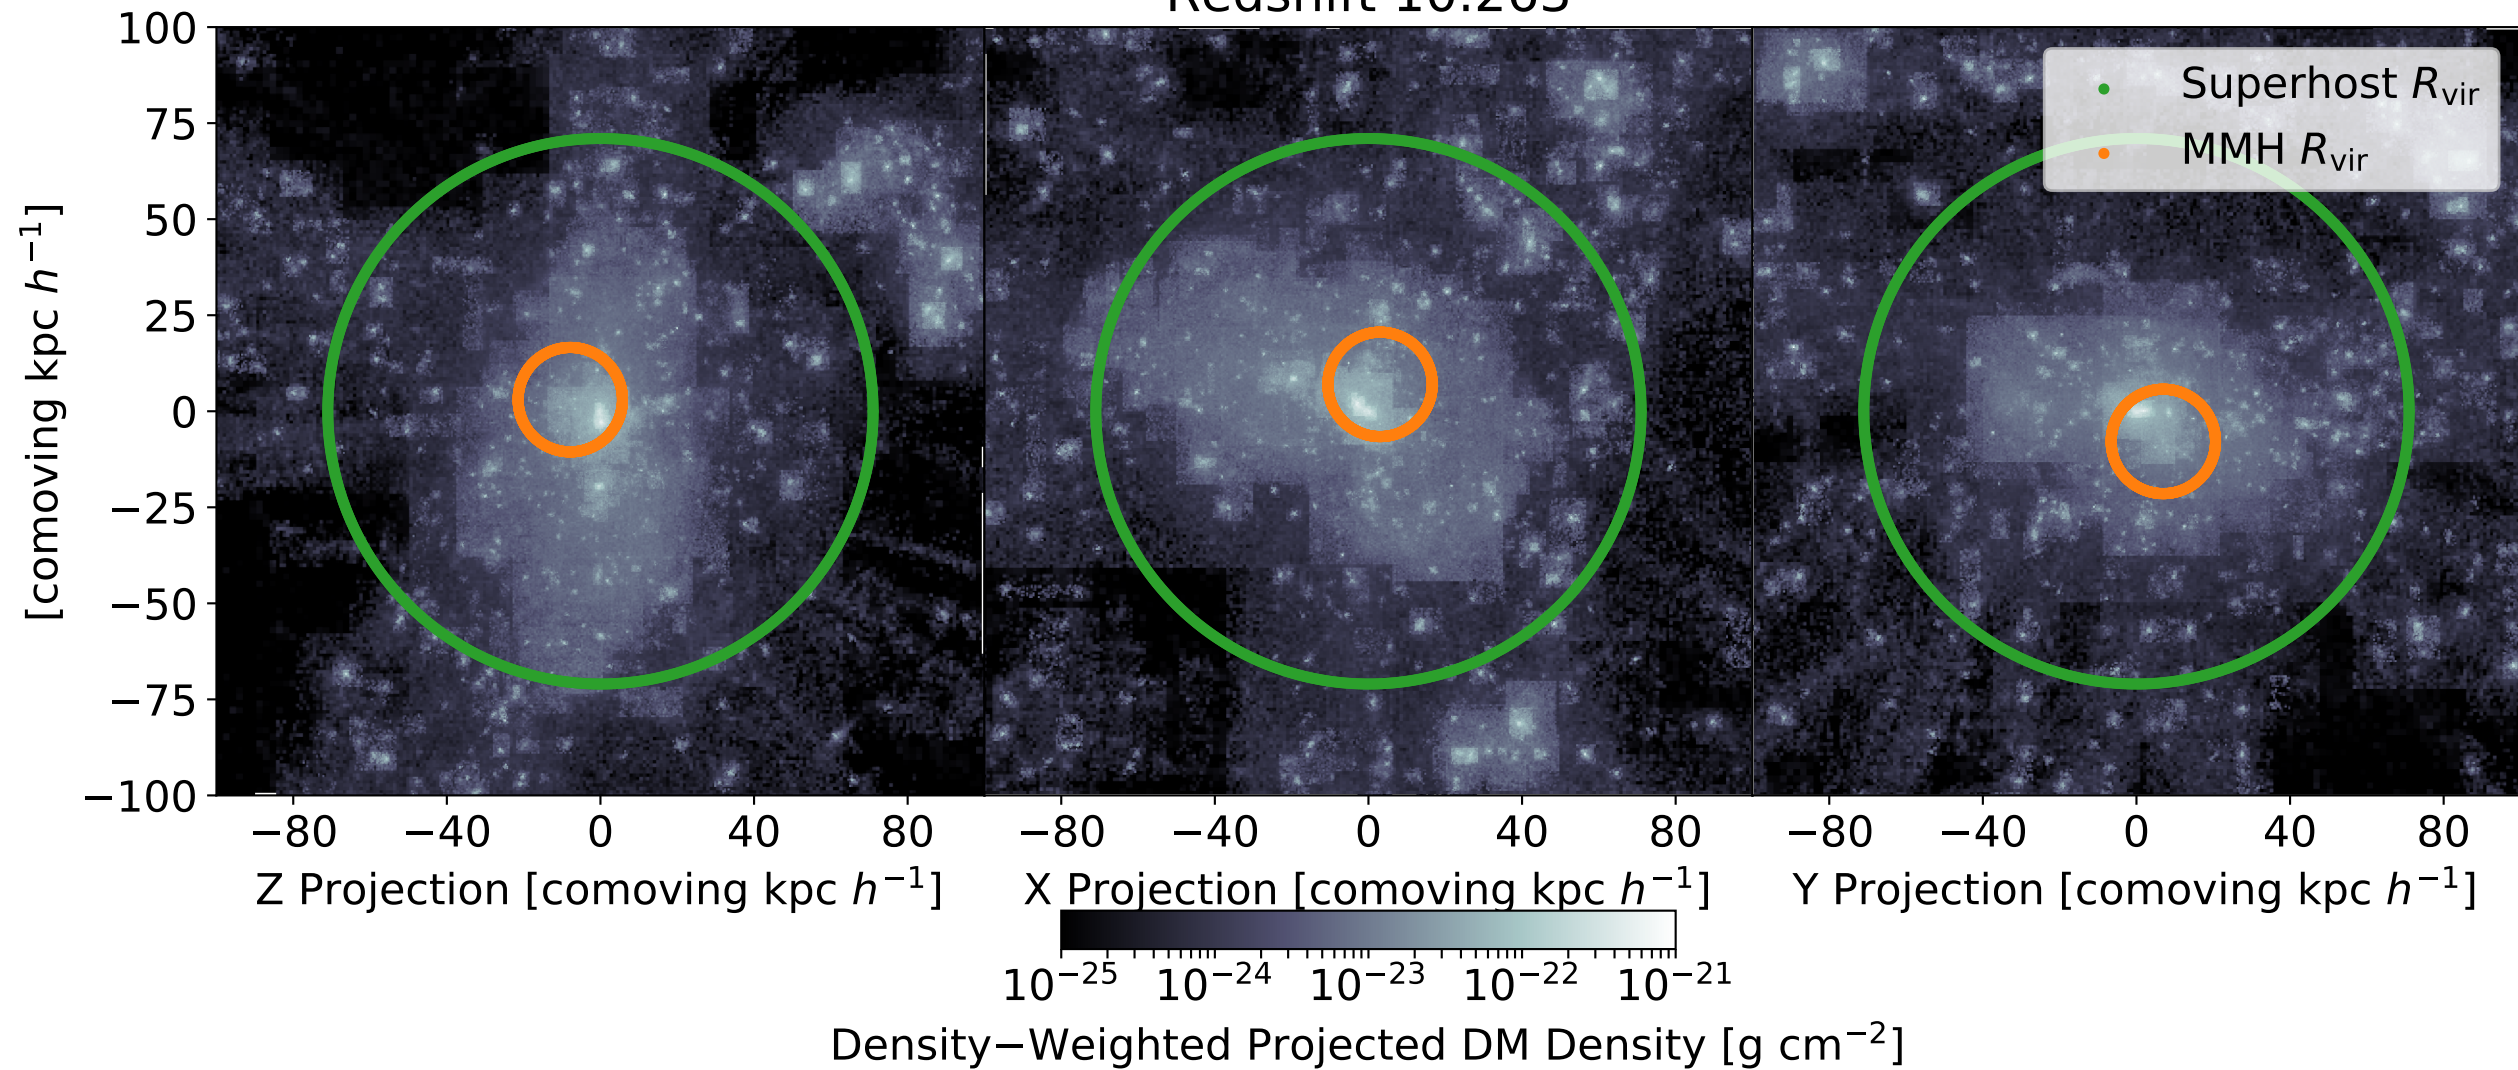 100
75
50
25
0
−25
−50
−75
−100
[comoving kpc h⁻¹]
Superhost R_vir
MMH R_vir
−80 −40 0 40 80 −80 −40 0 40 80 −80 −40 0 40 80
Z Projection [comoving kpc h⁻¹] X Projection [comoving kpc h⁻¹] Y Projection [comoving kpc h⁻¹]
10⁻²⁵ 10⁻²⁴ 10⁻²³ 10⁻²² 10⁻²¹
Density−Weighted Projected DM Density [g cm⁻²]